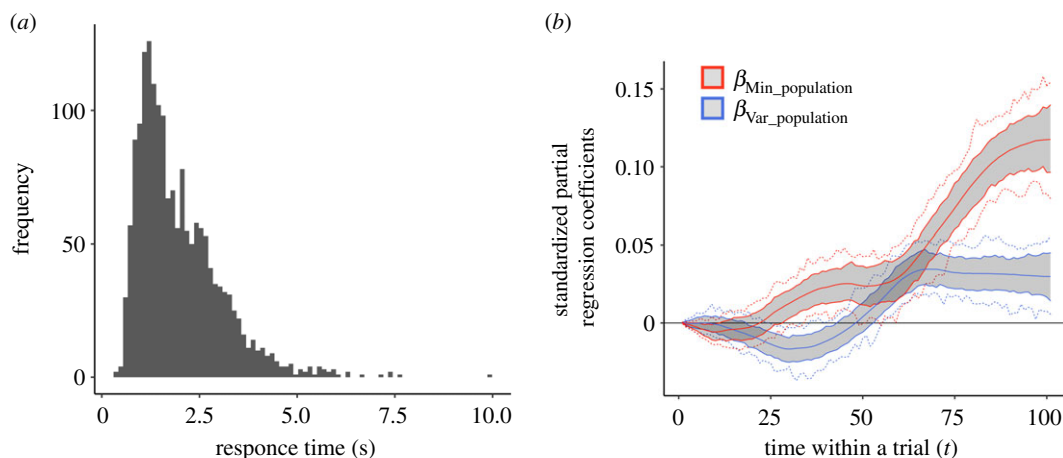 (a)
frequency
100
50
0
0
2.5
5.0
7.5
10.0
responce time (s)
(b)
standardized partial
regression coefficients
0.15
0.10
0.05
0
βMin_population
βVar_population
0
25
50
75
100
time within a trial (t)